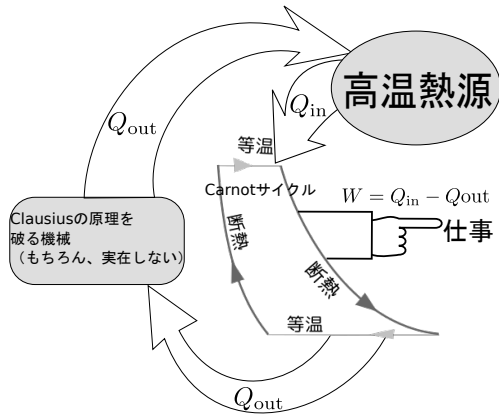 高温熱源
Q_in
Q_out
等温
Carnotサイクル
W = Q_in − Qout
Clausiusの原理を
破る機械
(もちろん、実在しない)
断熱
仕事
断熱
等温
Q_out